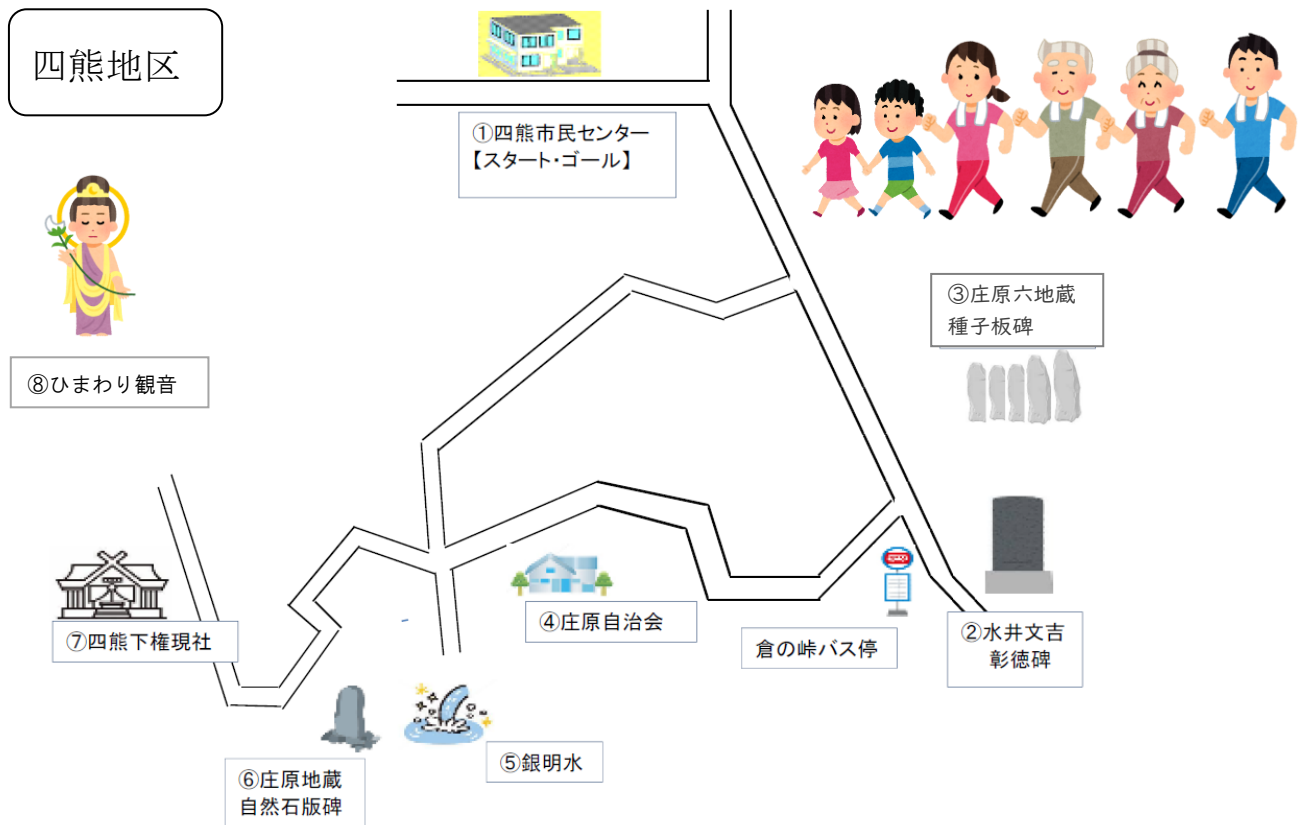 四熊地区
①四熊市民センター
【スタート・ゴール】
③庄原六地蔵
種子板碑
⑧ひまわり観音
⑦四熊下権現社
④庄原自治会
倉の峠バス停
②水井文吉
彰徳碑
⑤銀明水
⑥庄原地蔵
自然石版碑